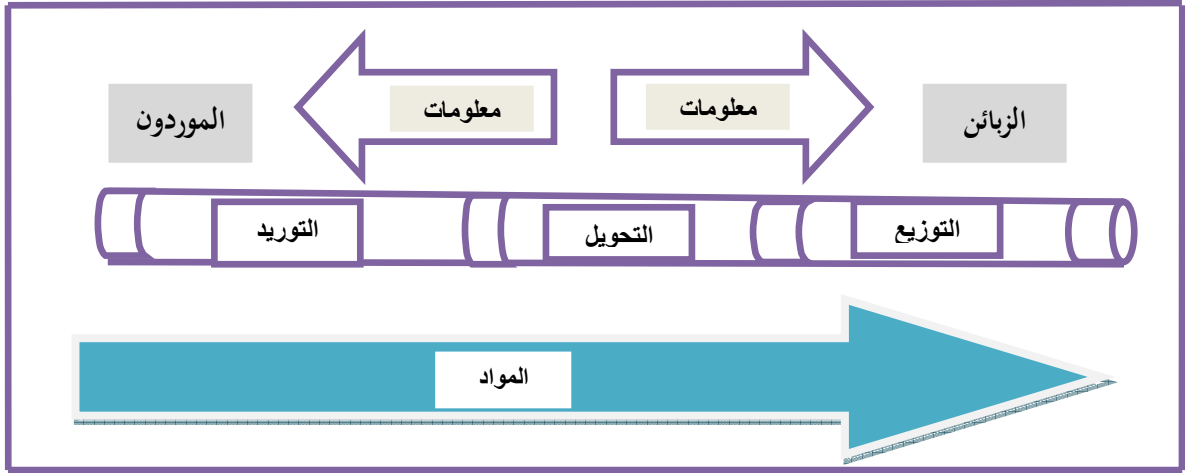 الزبائن
معلومات
معلومات
الموردون
التوزيع
التحويل
التوريد
المواد